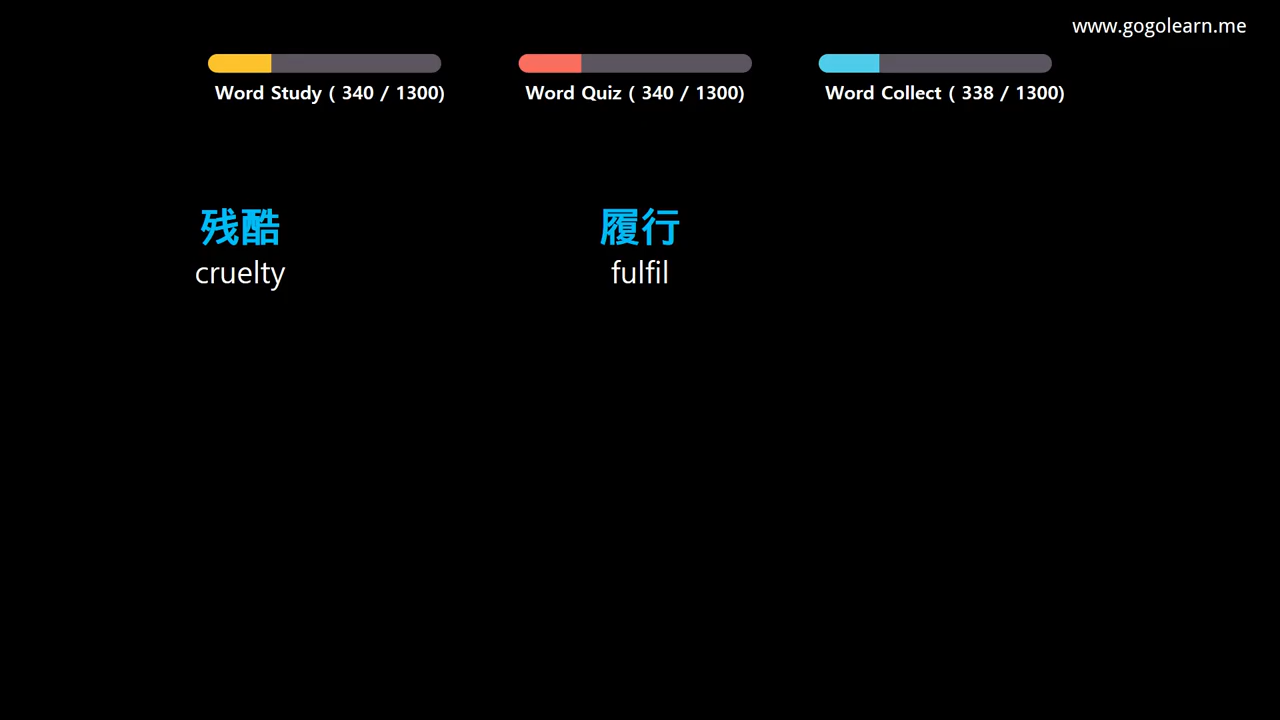 www.gogolearn.me
Word Study ( 340 / 1300)
Word Quiz ( 340 / 1300)
Word Collect ( 338 / 1300)
残酷
cruelty
履行
fulfil